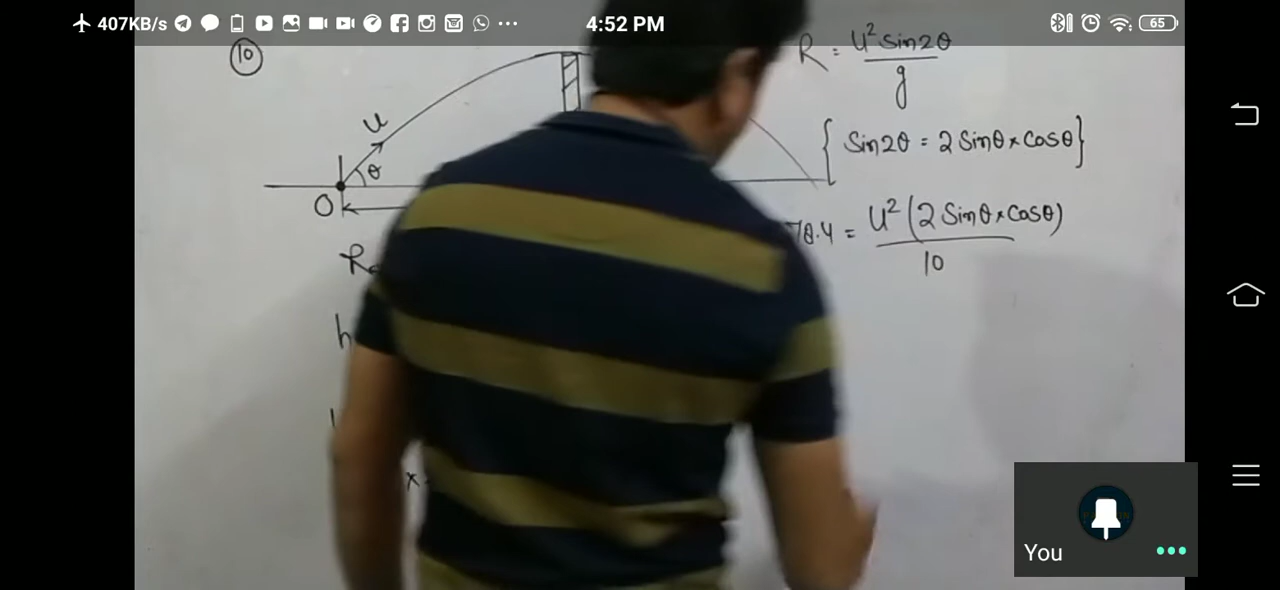 407KB/s ... 4:52 PM 65
10
R = u² sin2θ / g
u
θ
{ Sin2θ = 2 Sinθ × Cosθ }
O
78.4 = u² (2 Sinθ × Cosθ) / 10
R
h
x
You